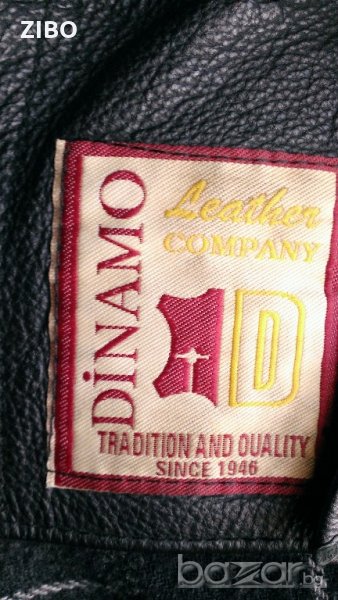 ZIBO
DİNAMO
Leather
COMPANY
D
TRADITION AND QUALITY
SINCE 1946
bazar.bg